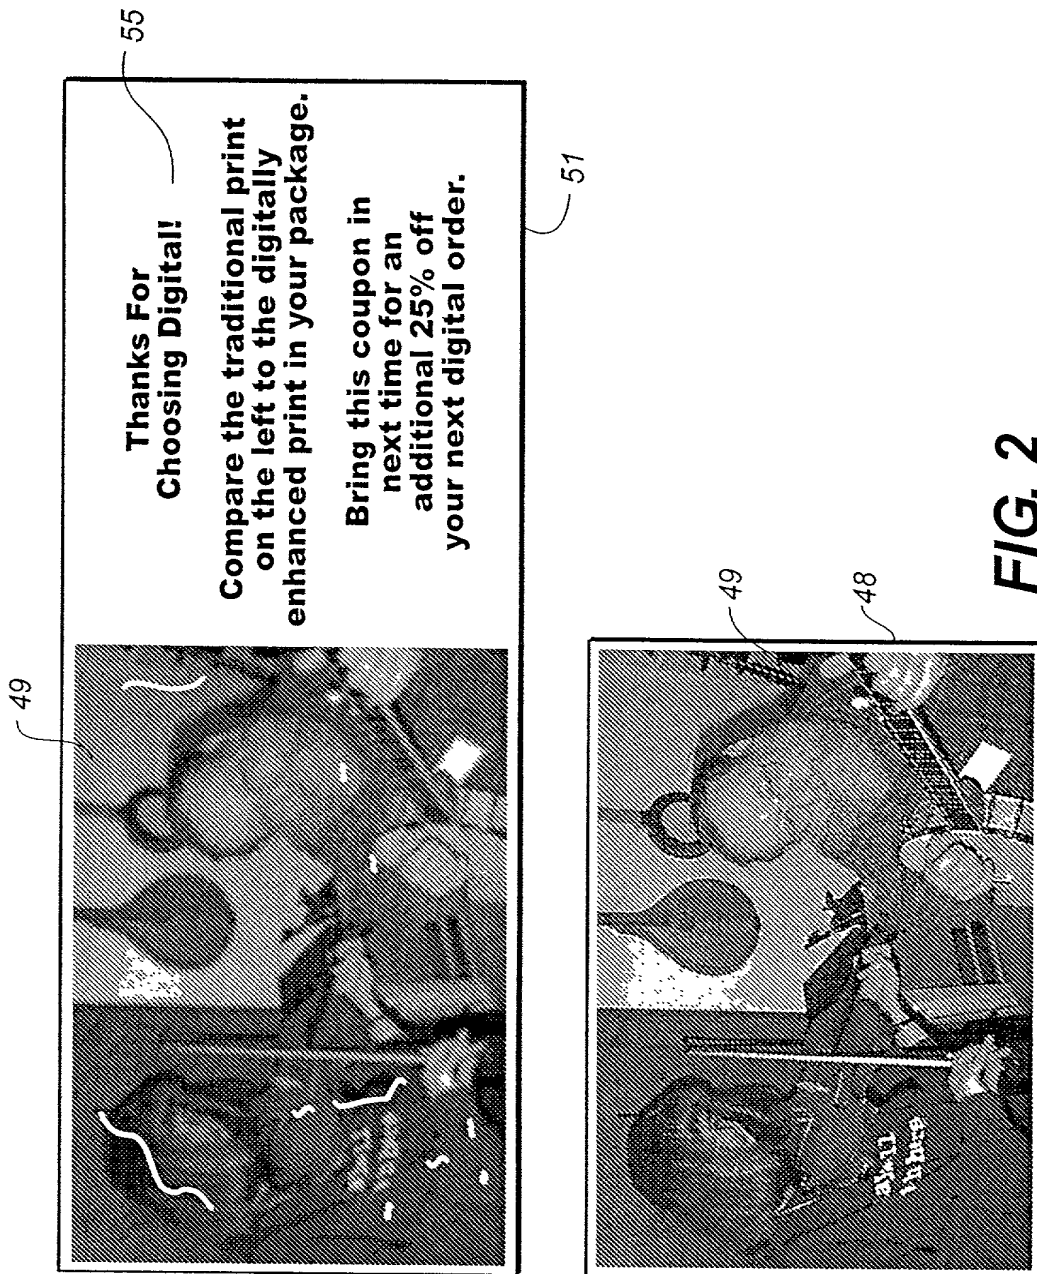 55
Thanks For
Choosing Digital!
Compare the traditional print
on the left to the digitally
enhanced print in your package.
Bring this coupon in
next time for an
additional 25% off
your next digital order.
51
49
49
48
FIG. 2